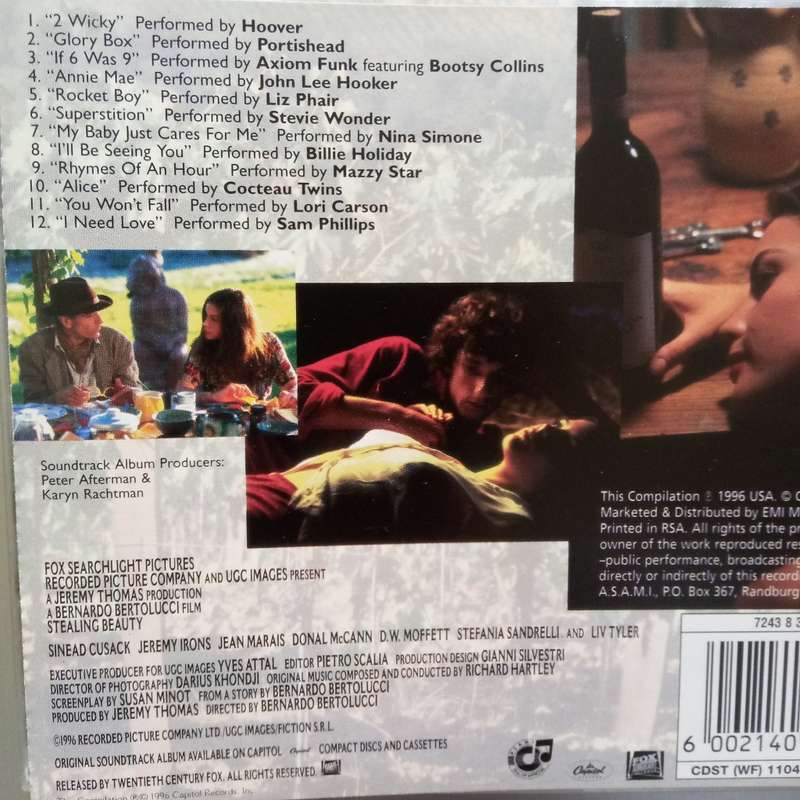 1. "2 Wicky" Performed by Hoover
2. "Glory Box" Performed by Portishead
3. "If 6 Was 9" Performed by Axiom Funk featuring Bootsy Collins
4. "Annie Mae" Performed by John Lee Hooker
5. "Rocket Boy" Performed by Liz Phair
6. "Superstition" Performed by Stevie Wonder
7. "My Baby Just Cares For Me" Performed by Nina Simone
8. "I'll Be Seeing You" Performed by Billie Holiday
9. "Rhymes Of An Hour" Performed by Mazzy Star
10. "Alice" Performed by Cocteau Twins
11. "You Won't Fall" Performed by Lori Carson
12. "I Need Love" Performed by Sam Phillips
Soundtrack Album Producers:
Peter Afterman &
Karyn Rachtman
This Compilation ℗ 1996 USA. ©
Marketed & Distributed by EMI
Printed in RSA. All rights of the
owner of the work reproduced
–public performance, broadcasting
directly or indirectly of this record
A.S.A.M.I., P.O. Box 367, Randburg
FOX SEARCHLIGHT PICTURES
RECORDED PICTURE COMPANY AND UGC IMAGES PRESENT
A JEREMY THOMAS PRODUCTION
A BERNARDO BERTOLUCCI FILM
STEALING BEAUTY
SINEAD CUSACK JEREMY IRONS JEAN MARAIS DONAL McCANN D.W. MOFFETT STEFANIA SANDRELLI AND LIV TYLER
EXECUTIVE PRODUCER FOR UGC IMAGES YVES ATTAL EDITOR PIETRO SCALIA PRODUCTION DESIGN GIANNI SILVESTRI
DIRECTOR OF PHOTOGRAPHY DARIUS KHONDJI ORIGINAL MUSIC COMPOSED AND CONDUCTED BY RICHARD HARTLEY
SCREENPLAY BY SUSAN MINOT FROM A STORY BY BERNARDO BERTOLUCCI
PRODUCED BY JEREMY THOMAS DIRECTED BY BERNARDO BERTOLUCCI
©1996 RECORDED PICTURE COMPANY LTD./UGC IMAGES/FICTION S.R.L.
ORIGINAL SOUNDTRACK ALBUM AVAILABLE ON CAPITOL Capitol COMPACT DISCS AND CASSETTES
RELEASED BY TWENTIETH CENTURY FOX. ALL RIGHTS RESERVED.
This Compilation ℗© 1996 Capitol Records, Inc.
Capitol
FOX
7243 8 3
6 002140
CDST (WF) 1104